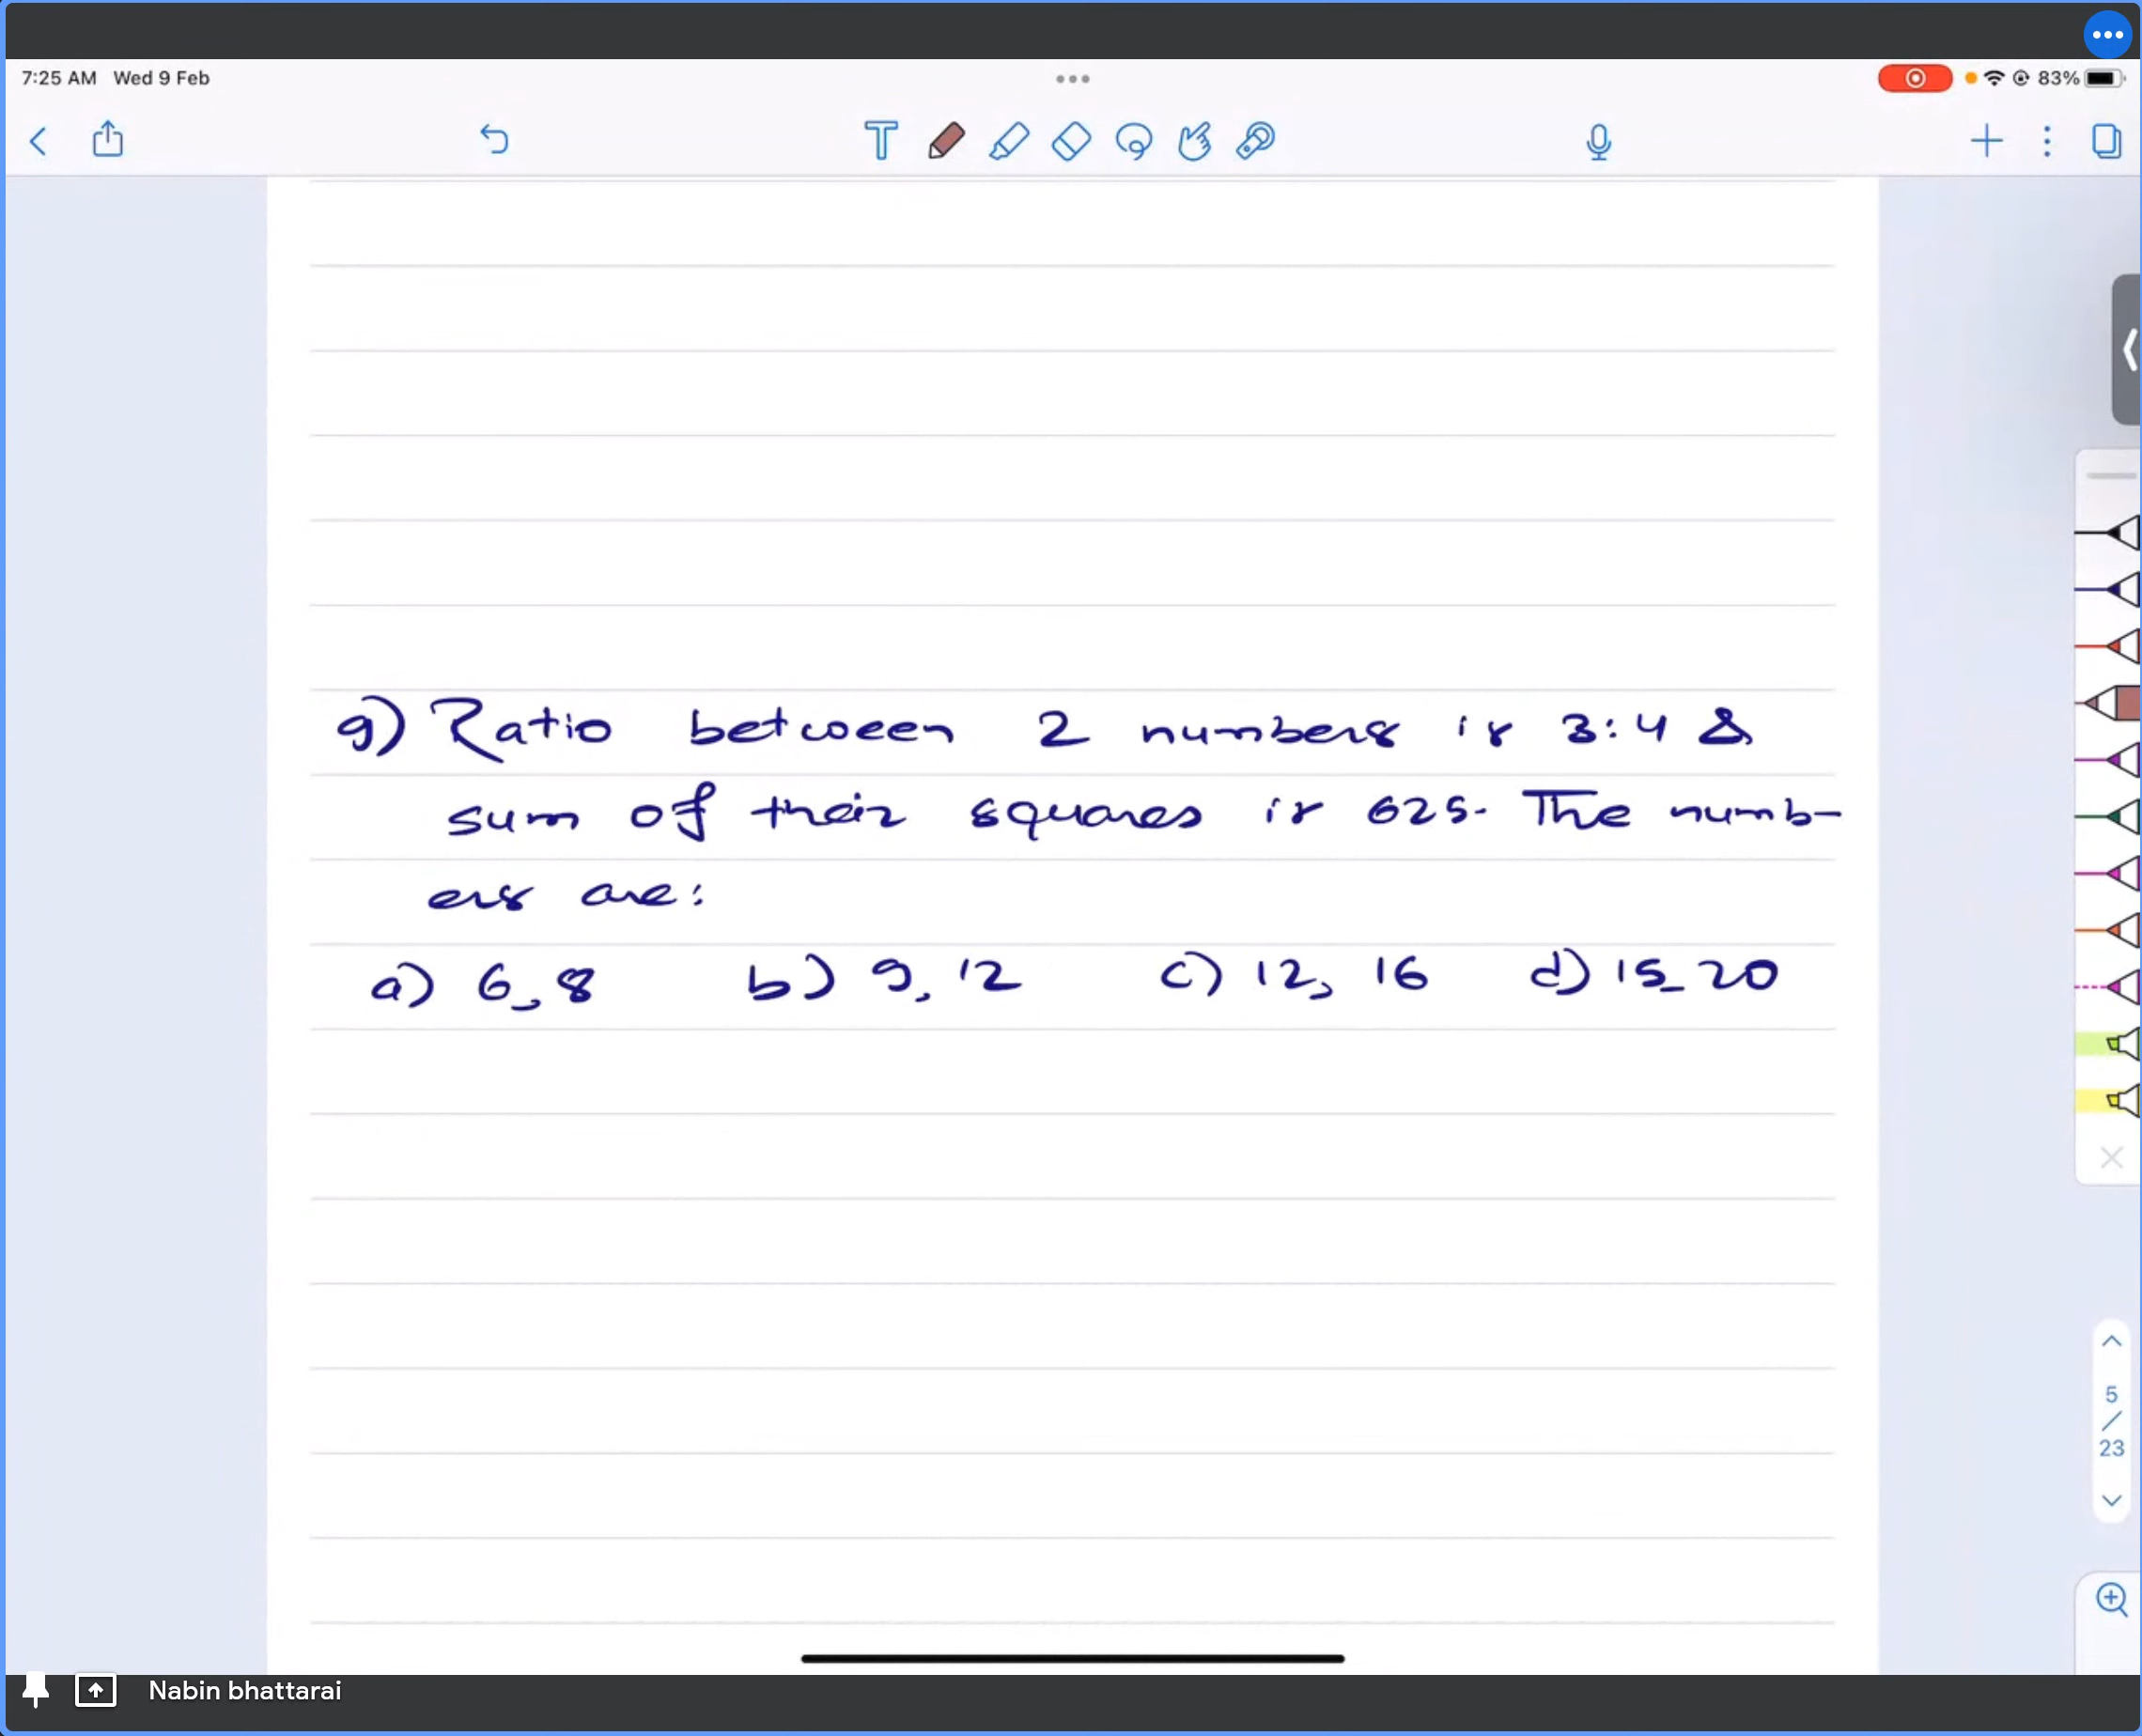 7:25 AM Wed 9 Feb
83%
T
g) Ratio between 2 numbers is 3:4 &
sum of their squares is 625. The numb-
ers are:
a) 6, 8 b) 9, 12 c) 12, 16 d) 15, 20
5
/
23
Nabin bhattarai